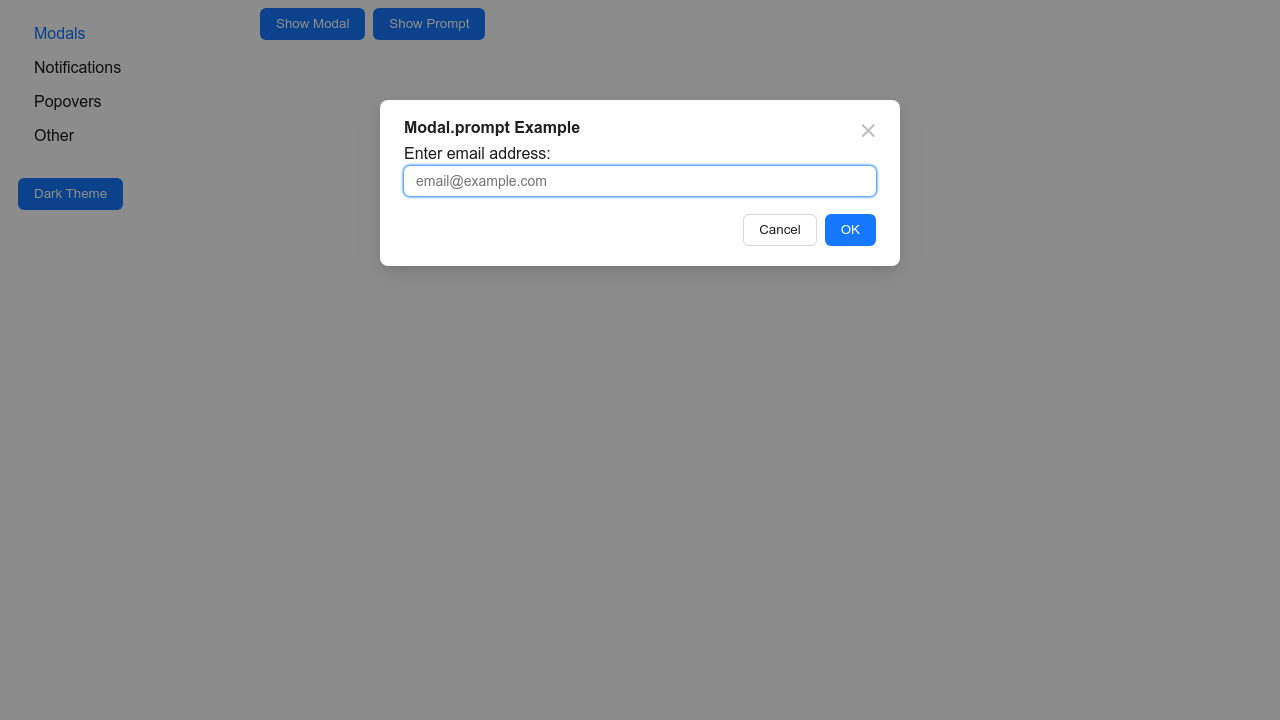 Modals
Notifications
Popovers
Other
Dark Theme
Show Modal
Show Prompt
Modal.prompt Example
Enter email address:
email@example.com
Cancel
OK